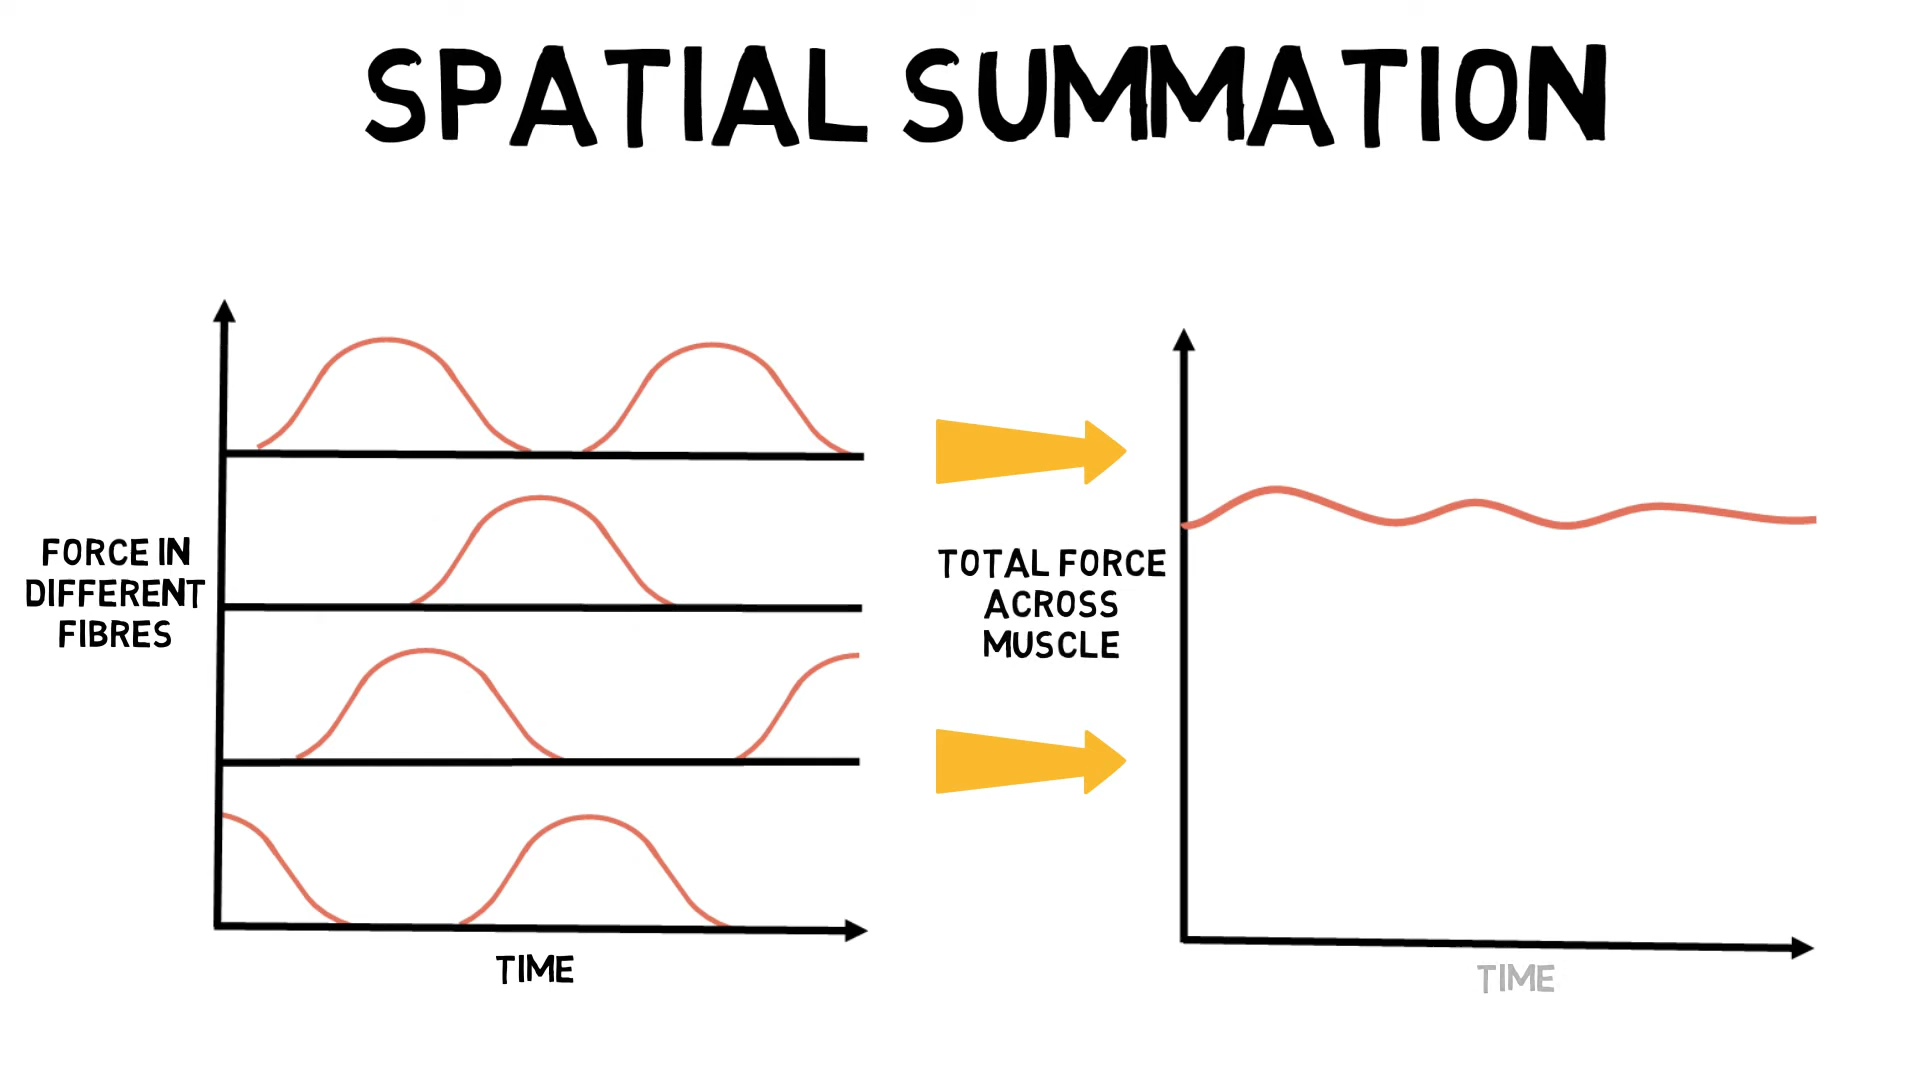 SPATIAL SUMMATION
FORCE IN
DIFFERENT
FIBRES
TIME
TOTAL FORCE
ACROSS
MUSCLE
TIME